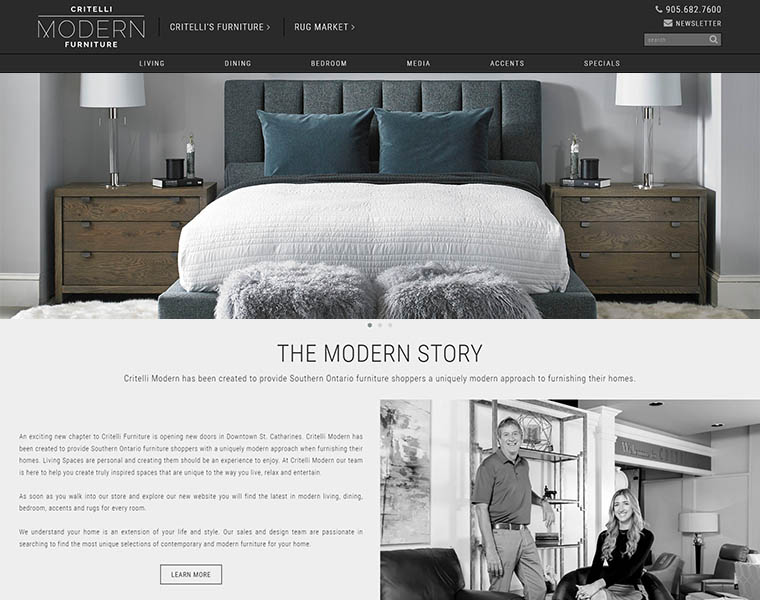 CRITELLI
MODERN
FURNITURE
CRITELLI'S FURNITURE >
RUG MARKET >
905.682.7600
NEWSLETTER
search
LIVING
DINING
BEDROOM
MEDIA
ACCENTS
SPECIALS
THE MODERN STORY
Critelli Modern has been created to provide Southern Ontario furniture shoppers a uniquely modern approach to furnishing their homes.
An exciting new chapter to Critelli Furniture is opening new doors in Downtown St. Catharines. Critelli Modern has
been created to provide Southern Ontario furniture shoppers with a uniquely modern approach when furnishing their
homes. Living Spaces are personal and creating them should be an experience to enjoy. At Critelli Modern our team
is here to help you create truly inspired spaces that are unique to the way you live, relax and entertain.
As soon as you walk into our store and explore our new website you will find the latest in modern living, dining,
bedroom, accents and rugs for every room.
We understand your home is an extension of your life and style. Our sales and design team are passionate in
searching to find the most unique selections of contemporary and modern furniture for your home.
LEARN MORE